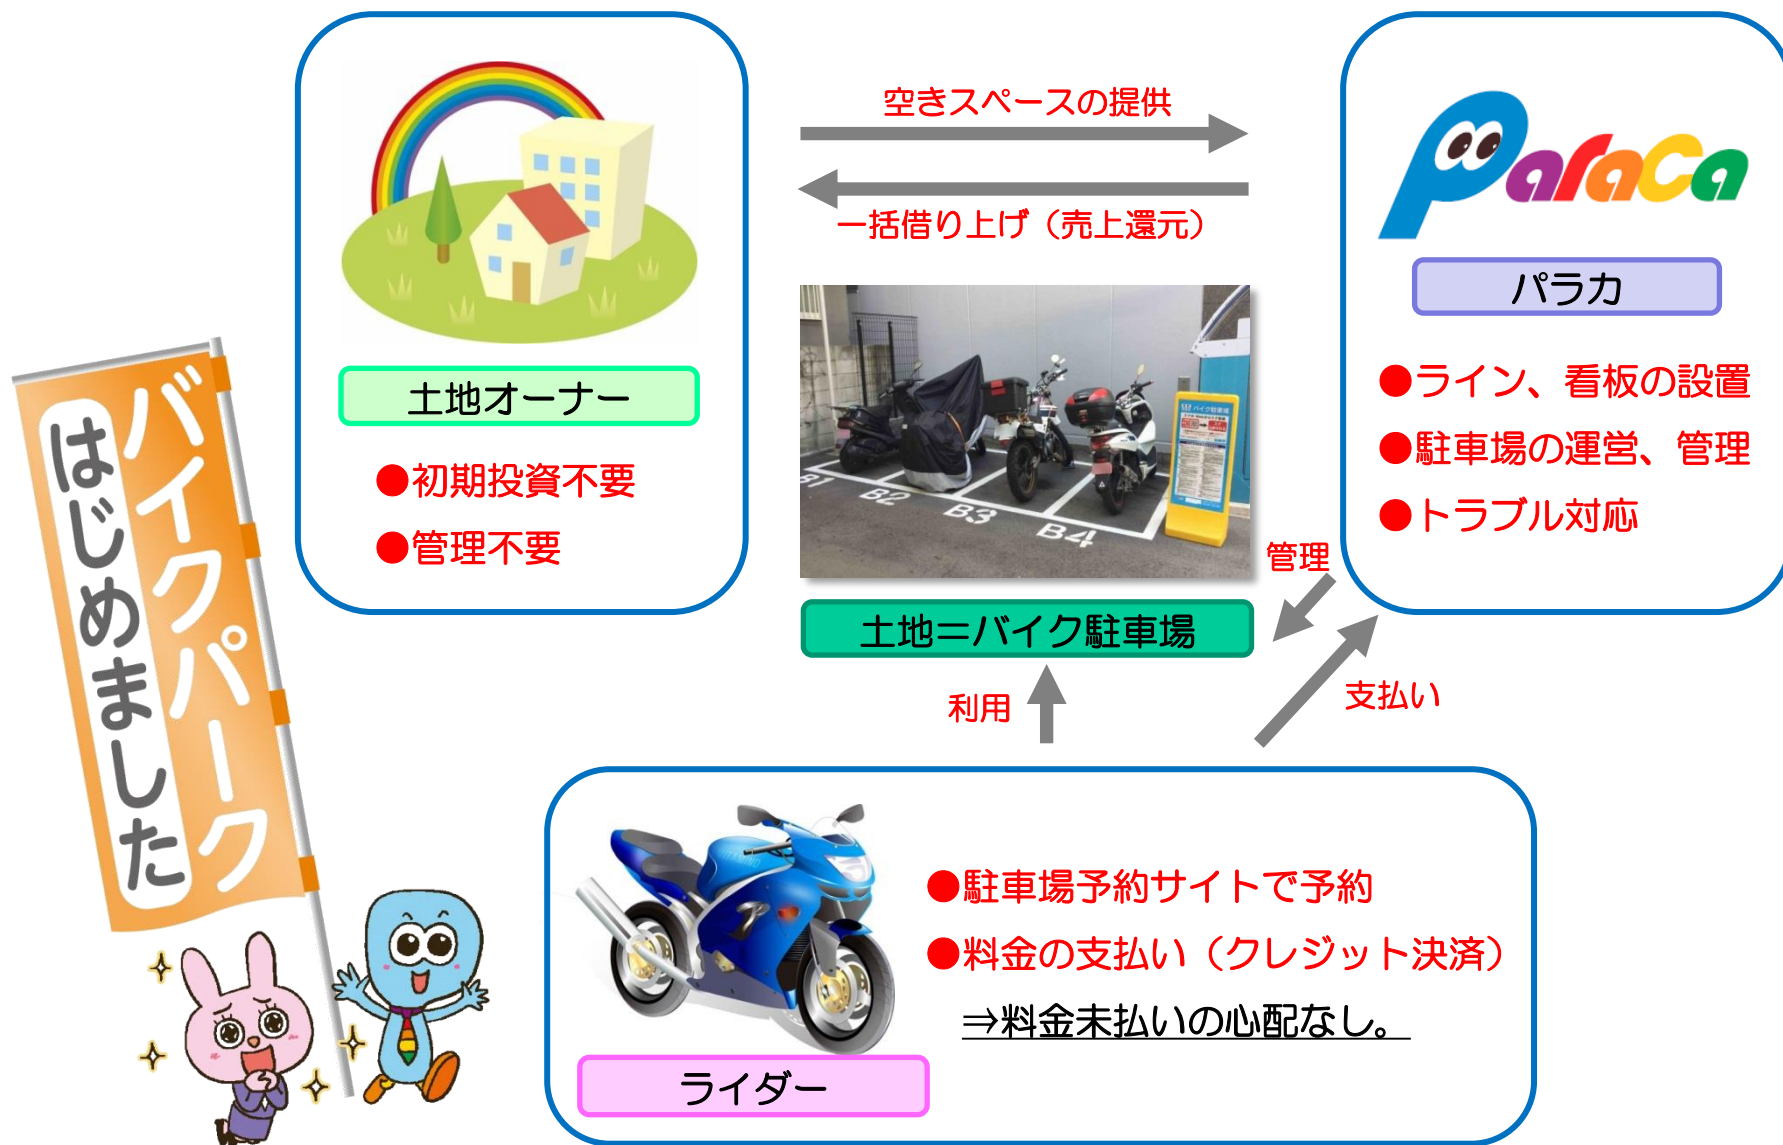 空きスペースの提供
一括借り上げ（売上還元）
ParaCa
パラカ
●ライン、看板の設置
●駐車場の運営、管理
●トラブル対応
土地オーナー
●初期投資不要
●管理不要
バイクパーク
はじめました
バイク駐車場
B1
B2
B3
B4
管理
土地＝バイク駐車場
利用
支払い
●駐車場予約サイトで予約
●料金の支払い（クレジット決済）
⇒料金未払いの心配なし。
ライダー